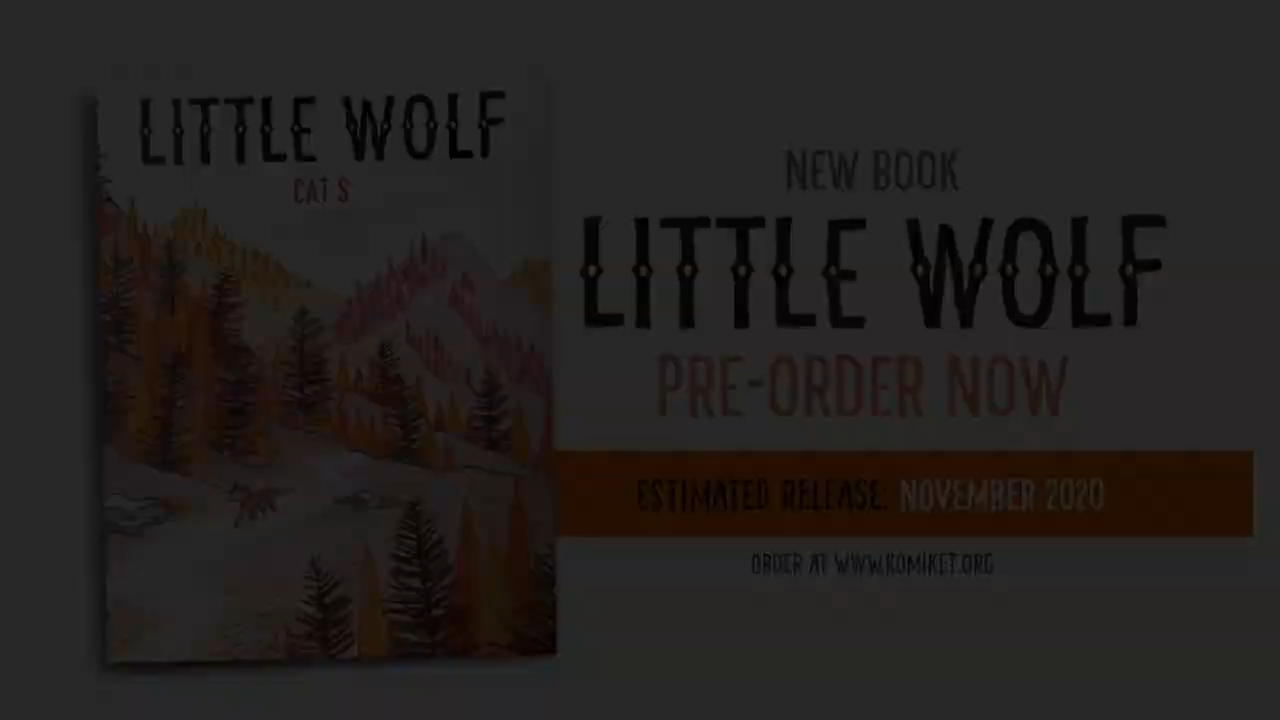 LITTLE WOLF
CAT S
NEW BOOK
LITTLE WOLF
PRE-ORDER NOW
ESTIMATED RELEASE: NOVEMBER 2020
ORDER AT WWW.KOMIKET.ORG